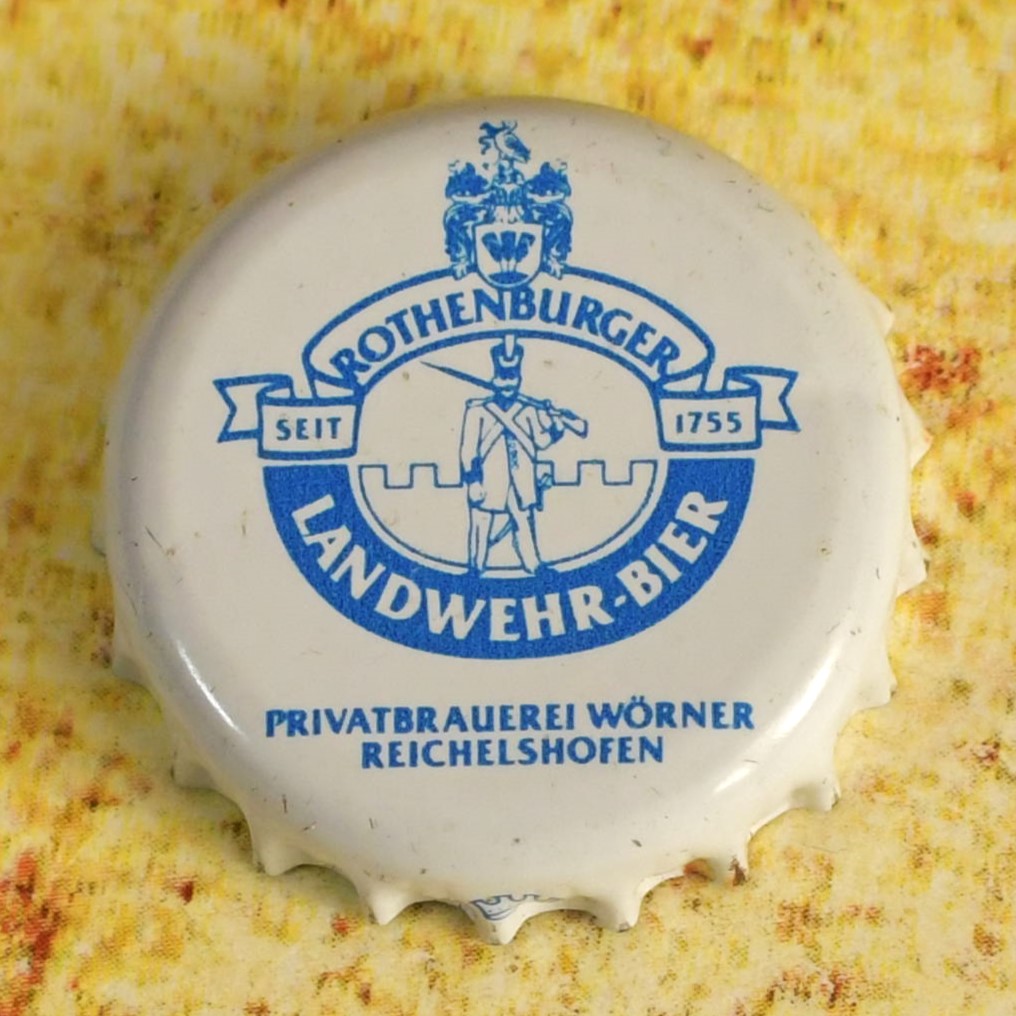 ROTHENBURGER
SEIT 1755
LANDWEHR-BIER
PRIVATBRAUEREI WÖRNER
REICHELSHOFEN